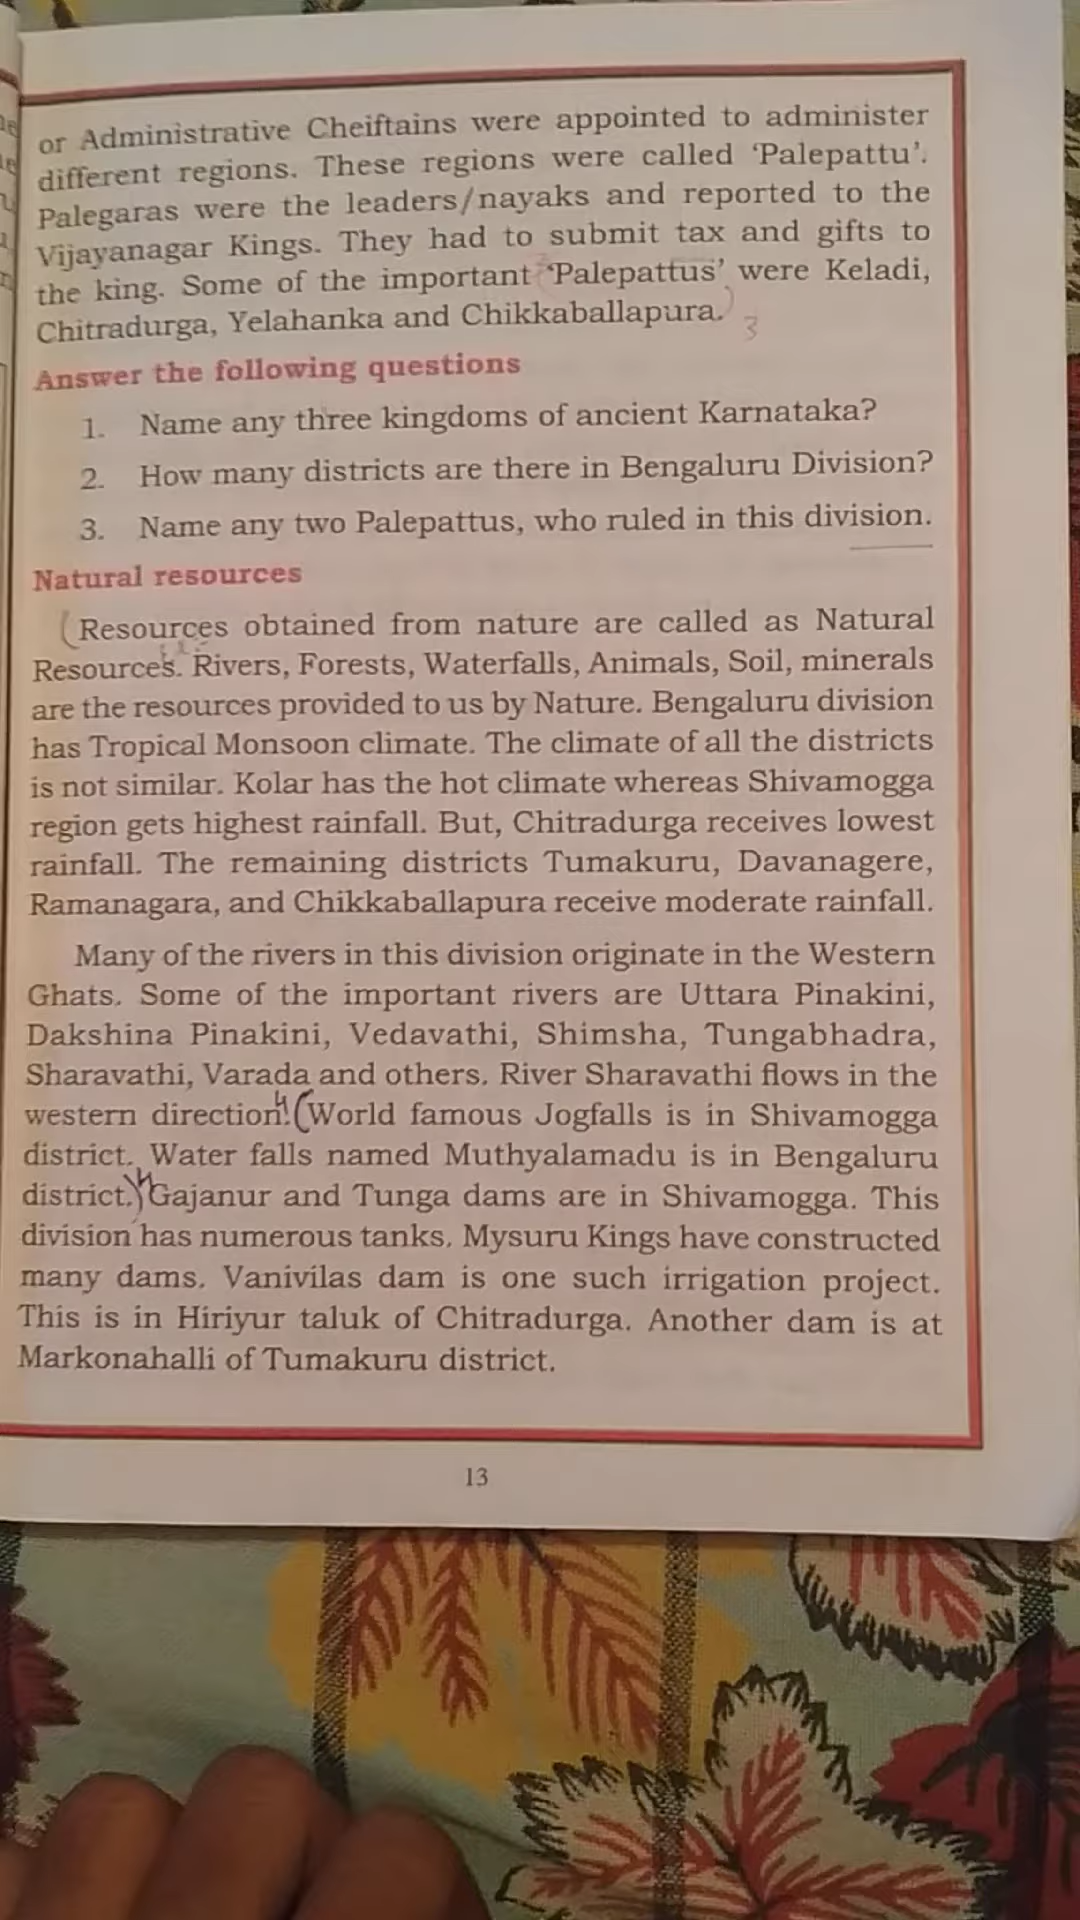 or Administrative Cheiftains were appointed to administer
different regions. These regions were called ‘Palepattu’.
Palegaras were the leaders/nayaks and reported to the
Vijayanagar Kings. They had to submit tax and gifts to
the king. Some of the important ‘Palepattus’ were Keladi,
Chitradurga, Yelahanka and Chikkaballapura.
3
Answer the following questions
1. Name any three kingdoms of ancient Karnataka?
2. How many districts are there in Bengaluru Division?
3. Name any two Palepattus, who ruled in this division.
Natural resources
Resources obtained from nature are called as Natural
Resources. Rivers, Forests, Waterfalls, Animals, Soil, minerals
are the resources provided to us by Nature. Bengaluru division
has Tropical Monsoon climate. The climate of all the districts
is not similar. Kolar has the hot climate whereas Shivamogga
region gets highest rainfall. But, Chitradurga receives lowest
rainfall. The remaining districts Tumakuru, Davanagere,
Ramanagara, and Chikkaballapura receive moderate rainfall.
Many of the rivers in this division originate in the Western
Ghats. Some of the important rivers are Uttara Pinakini,
Dakshina Pinakini, Vedavathi, Shimsha, Tungabhadra,
Sharavathi, Varada and others. River Sharavathi flows in the
western direction. World famous Jogfalls is in Shivamogga
district. Water falls named Muthyalamadu is in Bengaluru
district. Gajanur and Tunga dams are in Shivamogga. This
division has numerous tanks. Mysuru Kings have constructed
many dams. Vanivilas dam is one such irrigation project.
This is in Hiriyur taluk of Chitradurga. Another dam is at
Markonahalli of Tumakuru district.
13